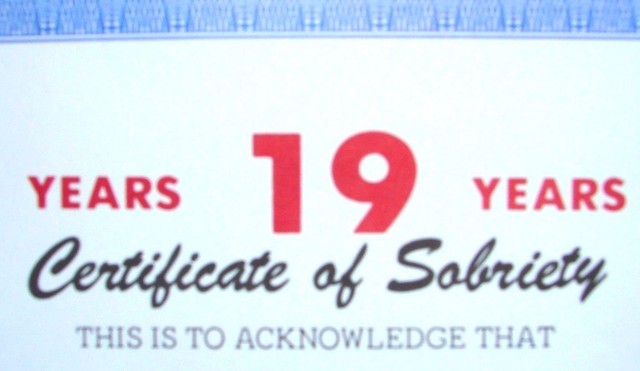 YEARS 19 YEARS
Certificate of Sobriety
THIS IS TO ACKNOWLEDGE THAT